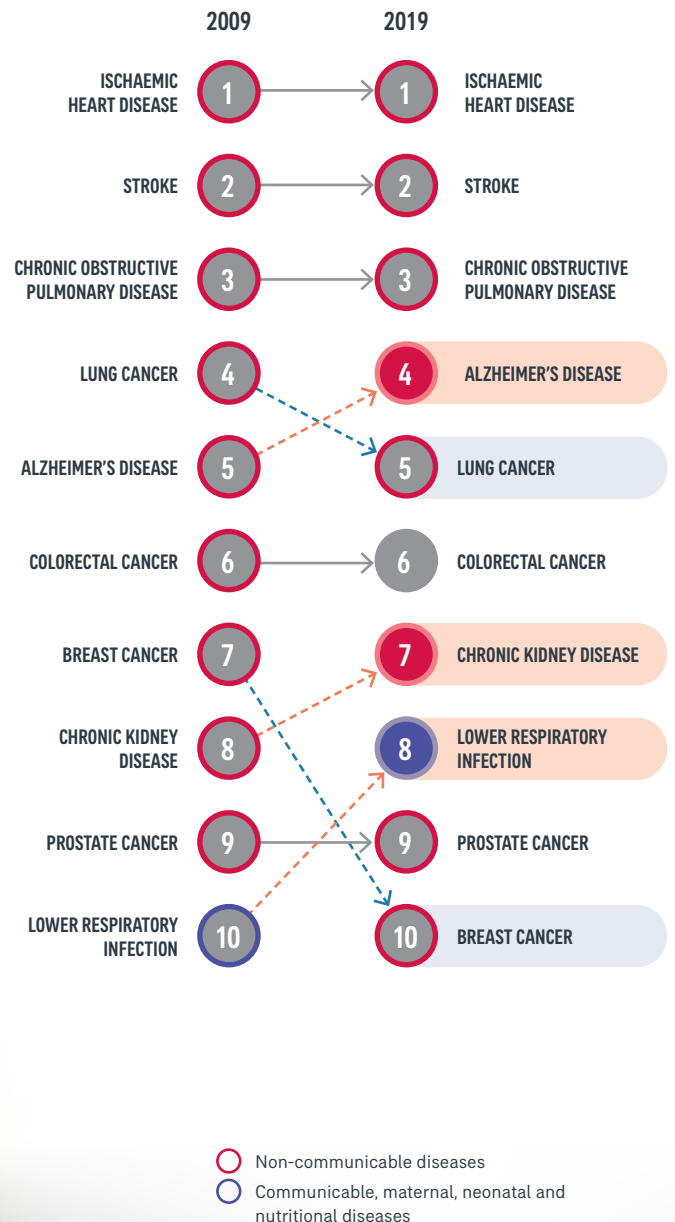 2009 2019
ISCHAEMIC
HEART DISEASE
1
1
ISCHAEMIC
HEART DISEASE
STROKE
2
2
STROKE
CHRONIC OBSTRUCTIVE
PULMONARY DISEASE
3
3
CHRONIC OBSTRUCTIVE
PULMONARY DISEASE
LUNG CANCER
4
4
ALZHEIMER'S DISEASE
ALZHEIMER'S DISEASE
5
5
LUNG CANCER
COLORECTAL CANCER
6
6
COLORECTAL CANCER
BREAST CANCER
7
7
CHRONIC KIDNEY DISEASE
CHRONIC KIDNEY
DISEASE
8
8
LOWER RESPIRATORY
INFECTION
PROSTATE CANCER
9
9
PROSTATE CANCER
LOWER RESPIRATORY
INFECTION
10
10
BREAST CANCER
Non-communicable diseases
Communicable, maternal, neonatal and
nutritional diseases